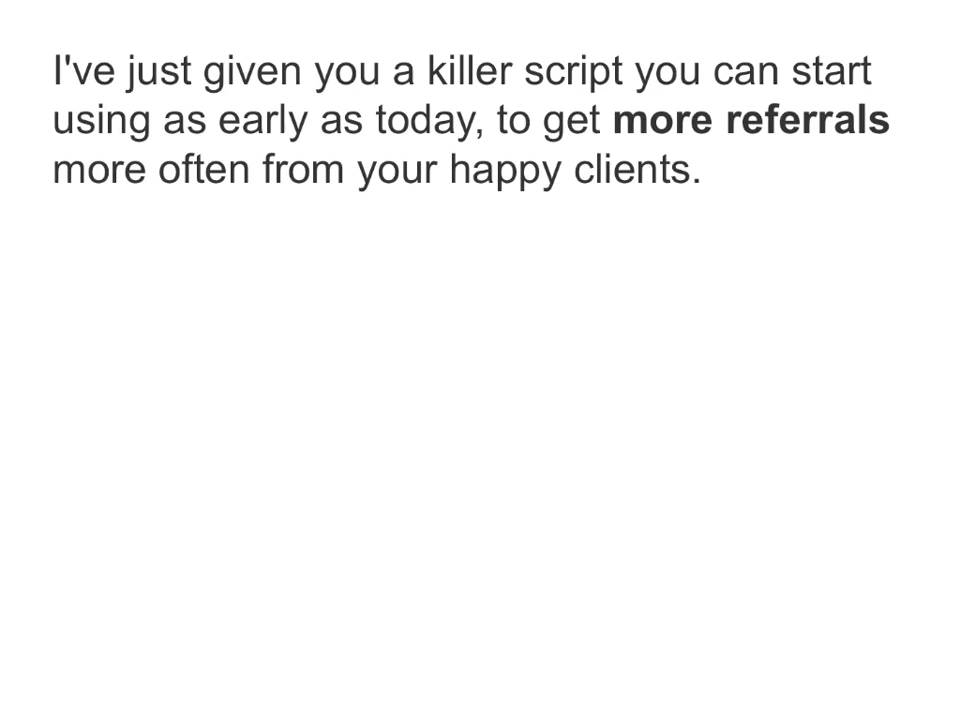 I've just given you a killer script you can start
using as early as today, to get more referrals
more often from your happy clients.